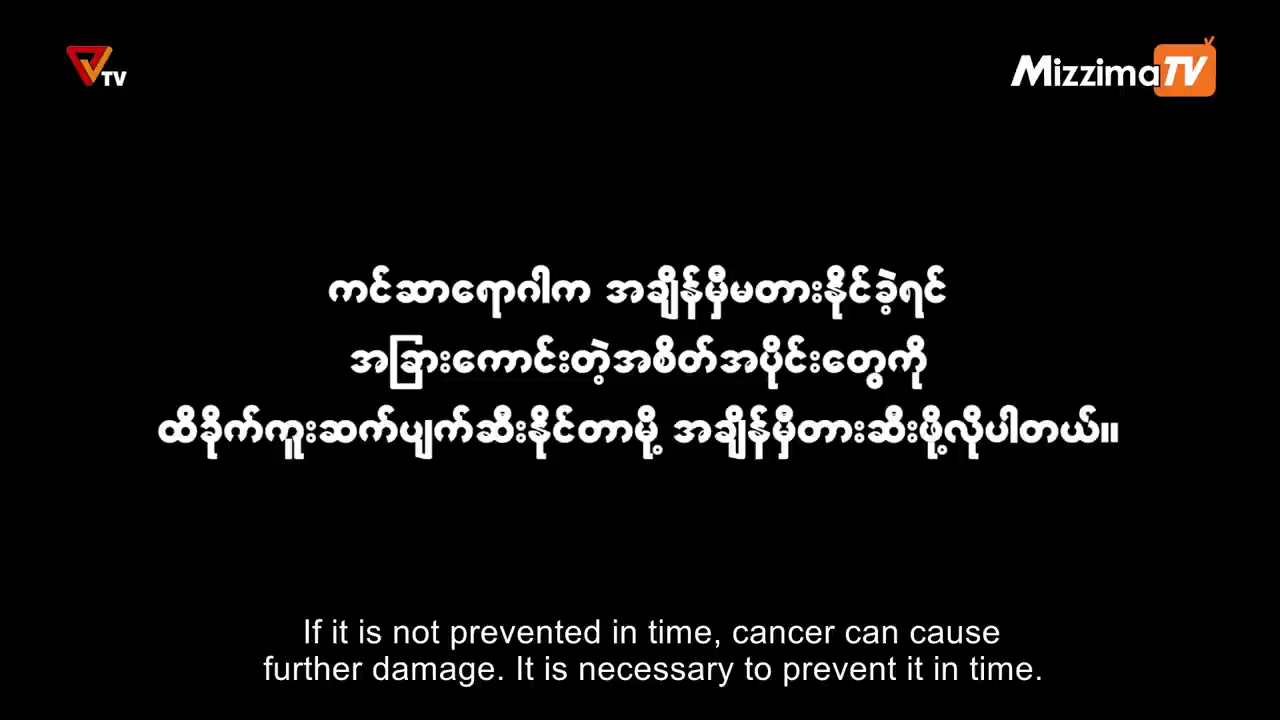 TV
MizzimaTV
ကင်ဆာရောဂါက အချိန်မှီမတားနိုင်ခဲ့ရင်
အခြားကောင်းတဲ့အစိတ်အပိုင်းတွေကို
ထိခိုက်ကူးဆက်ပျက်ဆီးနိုင်တာမို့ အချိန်မှီတားဆီးဖို့လိုပါတယ်။
If it is not prevented in time, cancer can cause
further damage. It is necessary to prevent it in time.